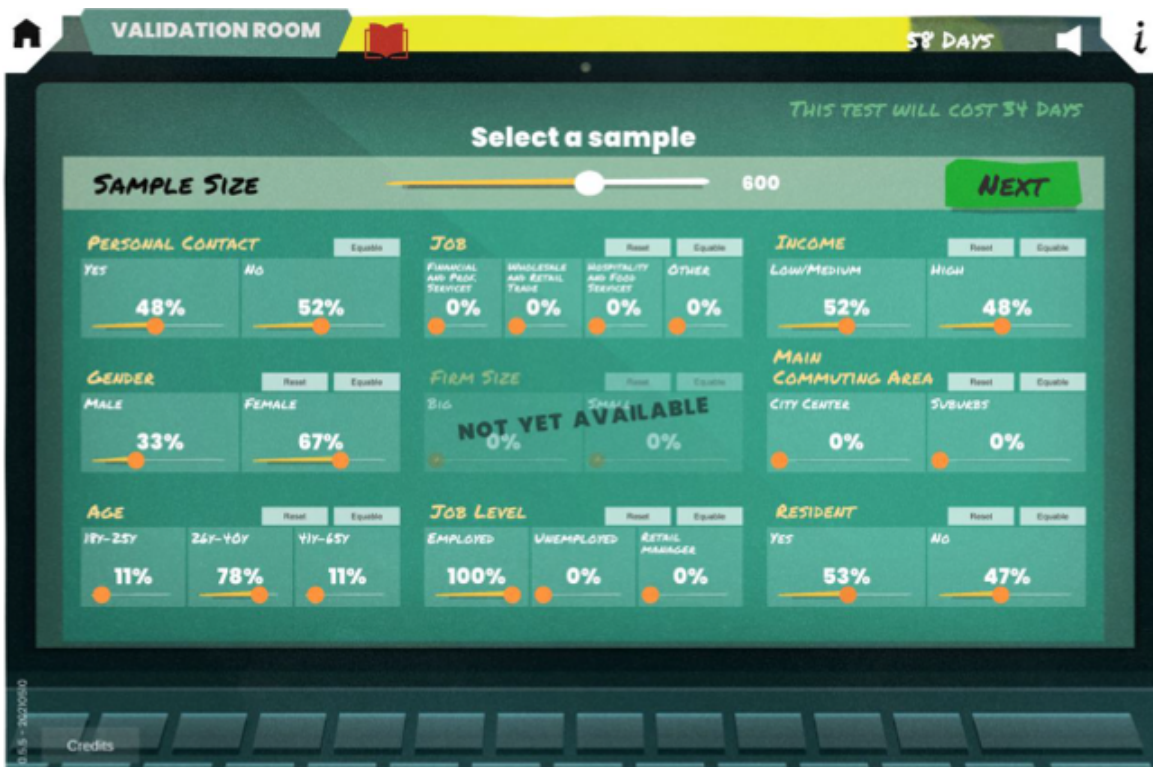 VALIDATION ROOM
58 DAYS
i
THIS TEST WILL COST 34 DAYS
Select a sample
SAMPLE SIZE
600
NEXT
PERSONAL CONTACT
Equable
YES
NO
48%
52%
JOB
Reset
Equable
FINANCIAL AND PROF. SERVICES
WHOLESALE AND RETAIL TRADE
HOSPITALITY AND FOOD SERVICES
OTHER
0%
0%
0%
0%
INCOME
Reset
Equable
LOW/MEDIUM
HIGH
52%
48%
GENDER
Reset
Equable
MALE
FEMALE
33%
67%
FIRM SIZE
Reset
Equable
BIG
SMALL
NOT YET AVAILABLE
0%
0%
MAIN
COMMUTING AREA
Reset
Equable
CITY CENTER
SUBURBS
0%
0%
AGE
Reset
Equable
18Y-25Y
26Y-40Y
41Y-65Y
11%
78%
11%
JOB LEVEL
Reset
Equable
EMPLOYED
UNEMPLOYED
RETAIL MANAGER
100%
0%
0%
RESIDENT
Reset
Equable
YES
NO
53%
47%
0.5.5 - 20210510
Credits